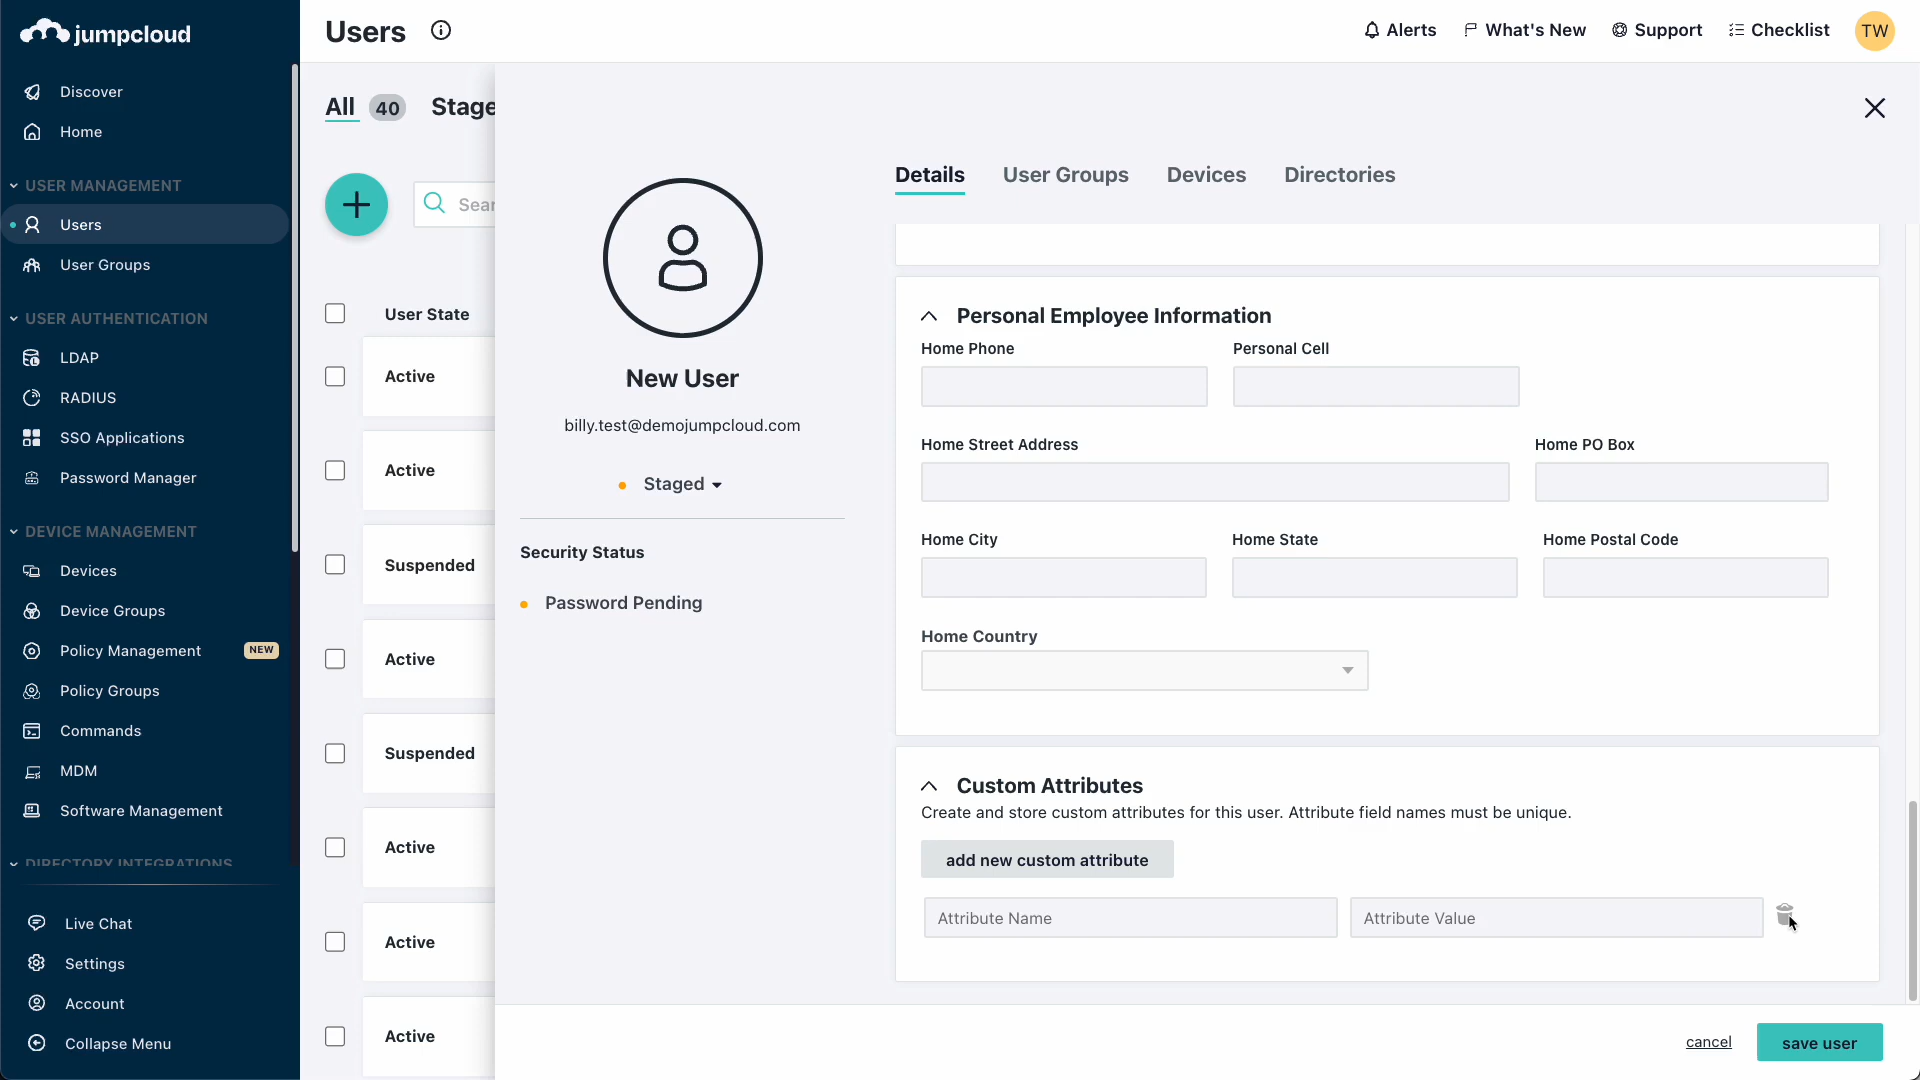 jumpcloud
Users
Alerts
What's New
Support
Checklist
TW
Discover
Home
USER MANAGEMENT
Users
User Groups
USER AUTHENTICATION
LDAP
RADIUS
SSO Applications
Password Manager
DEVICE MANAGEMENT
Devices
Device Groups
Policy Management NEW
Policy Groups
Commands
MDM
Software Management
DIRECTORY INTEGRATIONS
Live Chat
Settings
Account
Collapse Menu
All 40 Stage
Sear
User State
Active
Active
Suspended
Active
Suspended
Active
Active
Active
New User
billy.test@demojumpcloud.com
Staged
Security Status
Password Pending
Details User Groups Devices Directories
Personal Employee Information
Home Phone Personal Cell
Home Street Address Home PO Box
Home City Home State Home Postal Code
Home Country
Custom Attributes
Create and store custom attributes for this user. Attribute field names must be unique.
add new custom attribute
Attribute Name Attribute Value
cancel save user